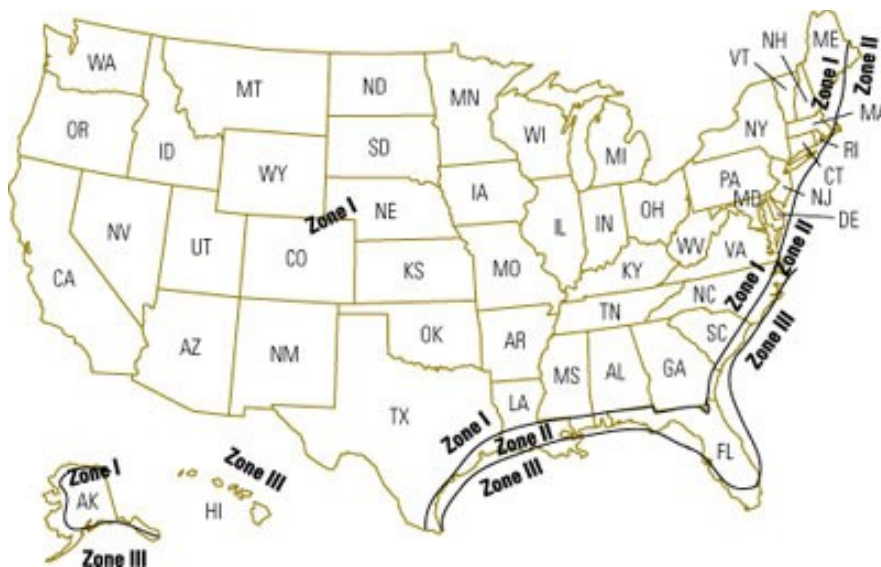 WA
MT
ND
MN
VT
NH
ME
Zone I
Zone II
OR
ID
WY
SD
WI
MI
NY
MA
RI
CT
NJ
DE
MD
PA
IA
NE
Zone I
NV
UT
CO
IL
IN
OH
WV
VA
CA
KS
MO
KY
Zone I
Zone II
Zone III
NC
TN
SC
AZ
NM
OK
AR
MS
AL
GA
TX
LA
Zone I
Zone II
Zone III
FL
Zone I
AK
Zone III
Zone III
HI